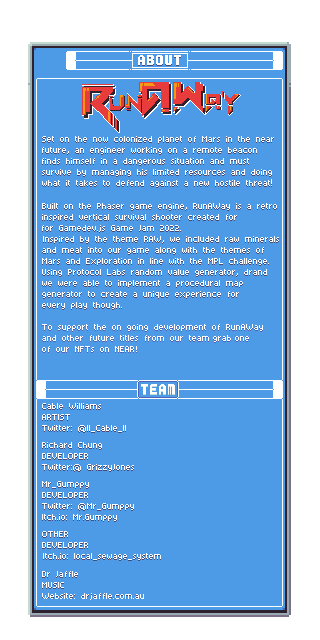 ABOUT
RUNAWAY
Set on the now colonized planet of Mars in the near
future, an engineer working on a remote beacon
finds himself in a dangerous situation and must
survive by managing his limited resources and doing
what it takes to defend against a new hostile threat!
Built on the Phaser game engine, RunAWay is a retro
inspired vertical survival shooter created for
for Gamedev.js Game Jam 2022.
Inspired by the theme RAW, we included raw minerals
and meat into our game along with the themes of
Mars and Exploration in line with the MPL challenge.
Using Protocol Labs random value generator, drand
we were able to implement a procedural map
generator to create a unique experience for
every play though.
To support the on going development of RunAWay
and other future titles from our team grab one
of our NFTs on NEAR!
TEAM
Cable Williams
ARTIST
Twitter: @ll_Cable_ll
Richard Chung
DEVELOPER
Twitter:@ GrizzyJones
Mr_Gumppy
DEVELOPER
Twitter: @Mr_Gumppy
Itch.io: Mr.Gumppy
OTHER
DEVELOPER
Itch.io: local_sewage_system
Dr Jaffle
MUSIC
Website: drjaffle.com.au